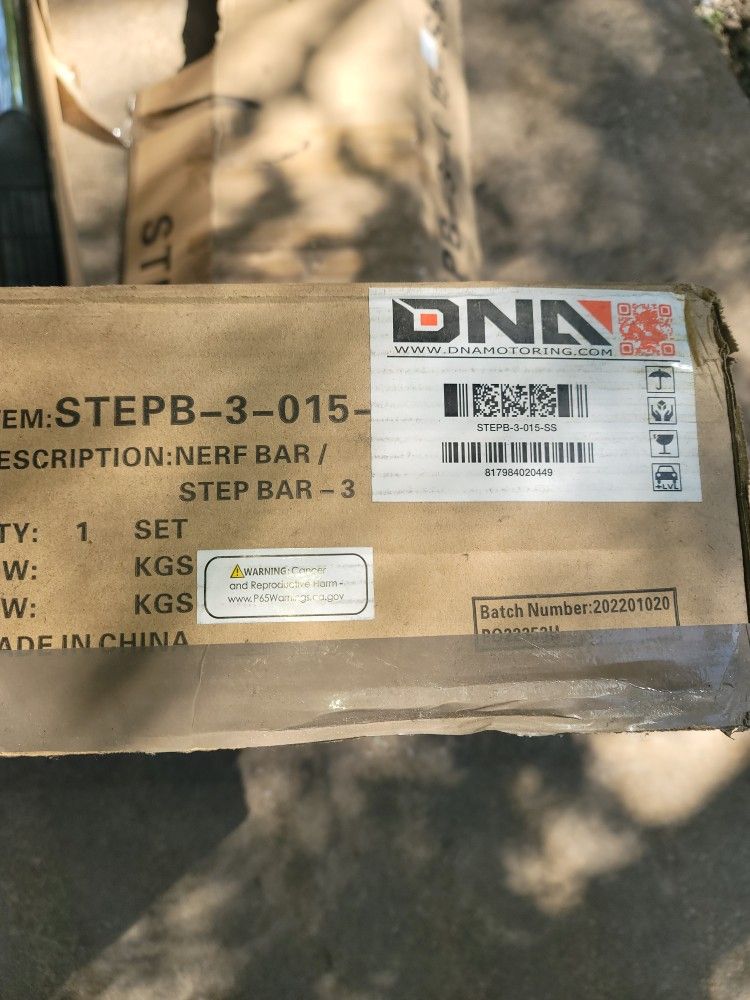 ST
DNA
WWW.DNAMOTORING.COM
EM:STEPB-3-015-
STEPB-3-015-SS
ESCRIPTION:NERF BAR /
817984020449
+LVL
STEP BAR-3
TY: 1 SET
W: KGS
WARNING: Cancer
and Reproductive Harm -
www.P65Warnings.ca.gov
W: KGS
Batch Number:202201020
ADE IN CHINA